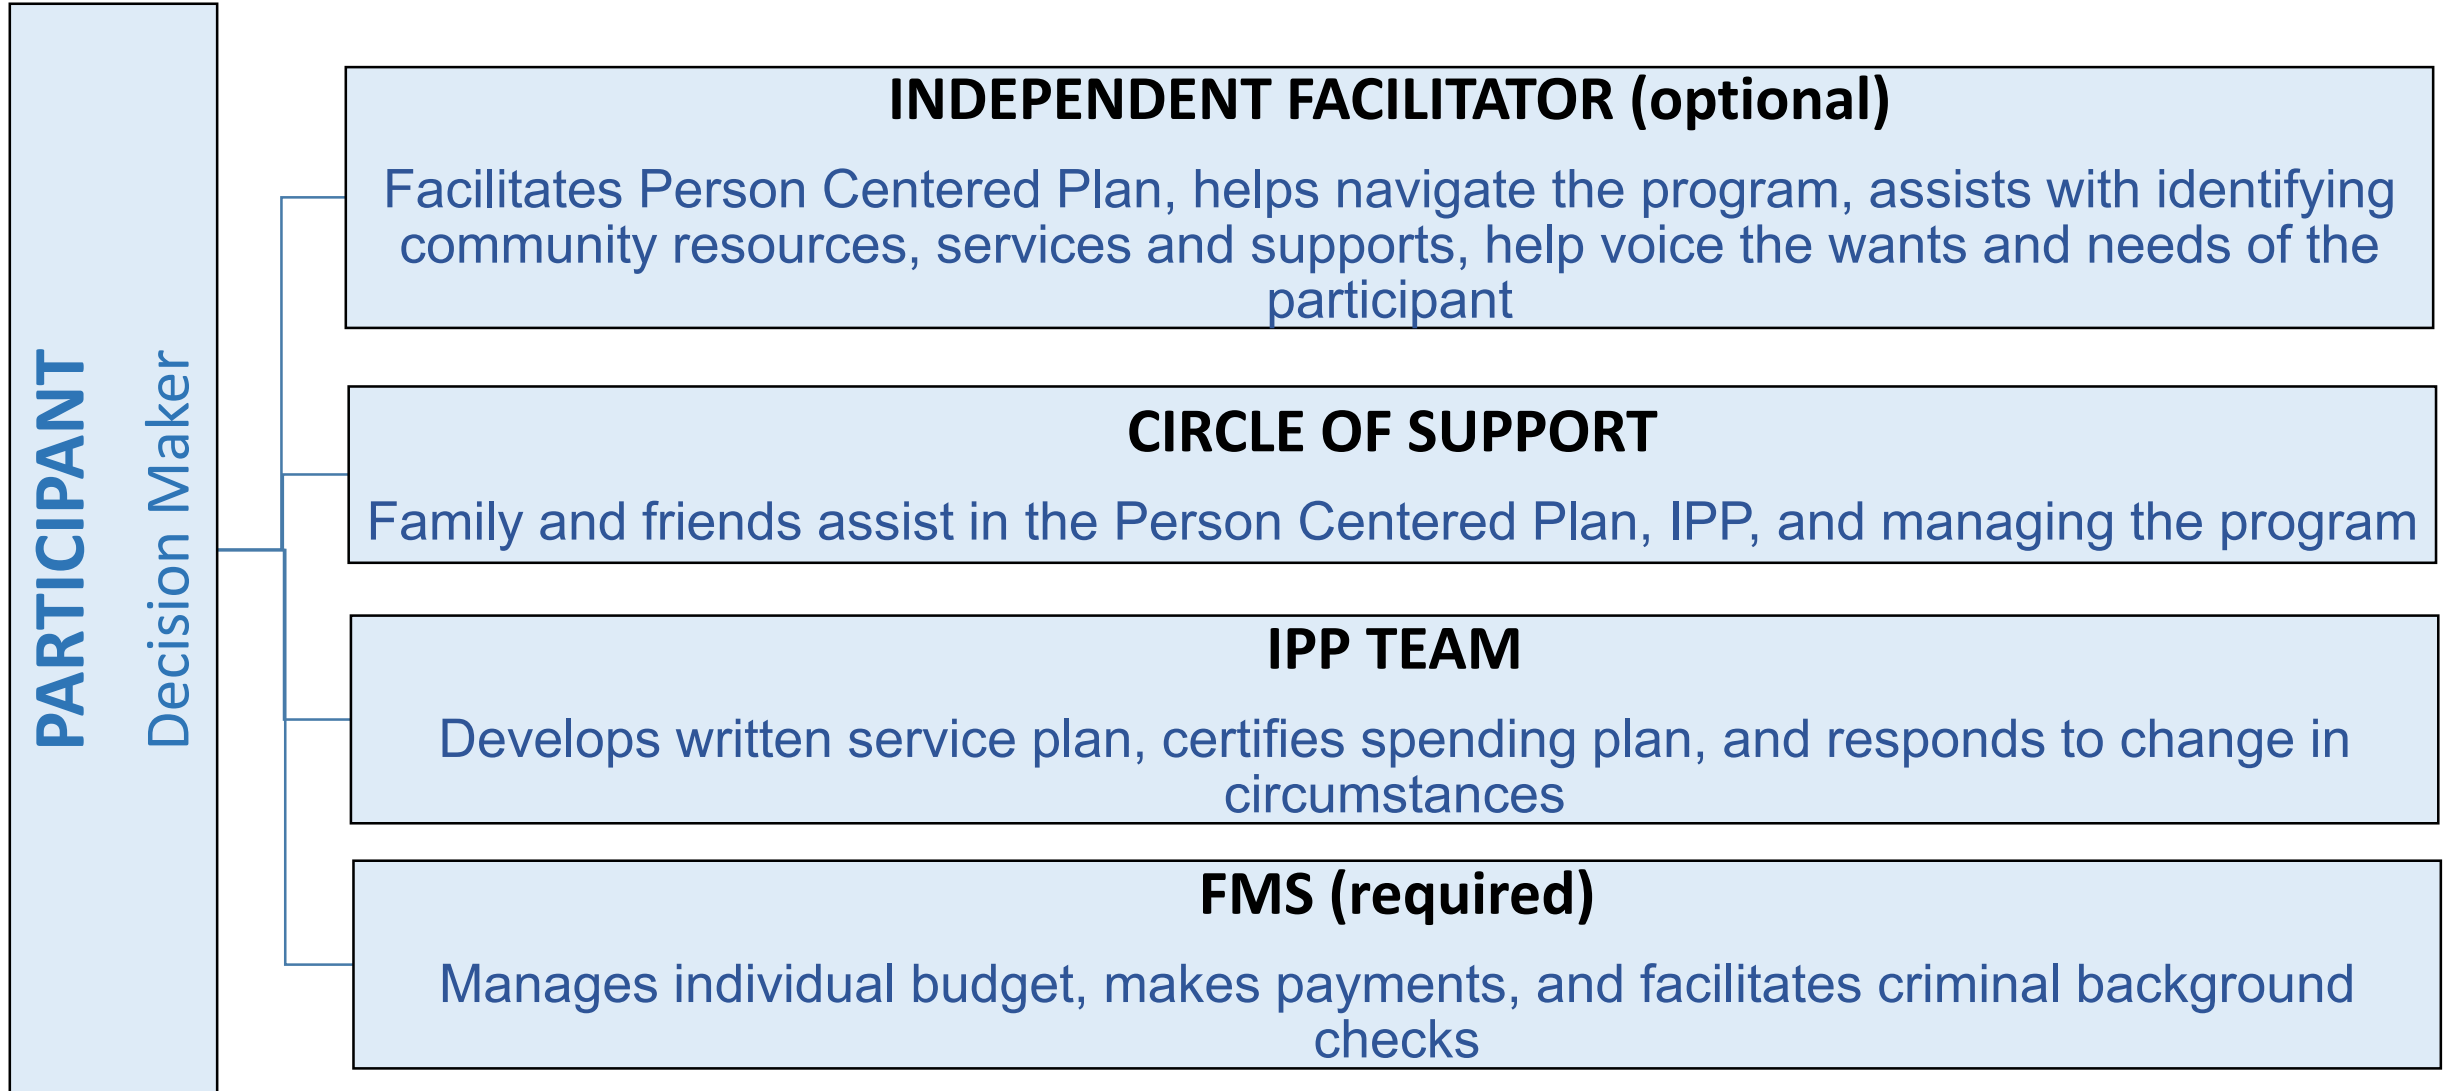 PARTICIPANT
Decision Maker
INDEPENDENT FACILITATOR (optional)
Facilitates Person Centered Plan, helps navigate the program, assists with identifying
community resources, services and supports, help voice the wants and needs of the
participant
CIRCLE OF SUPPORT
Family and friends assist in the Person Centered Plan, IPP, and managing the program
IPP TEAM
Develops written service plan, certifies spending plan, and responds to change in
circumstances
FMS (required)
Manages individual budget, makes payments, and facilitates criminal background
checks